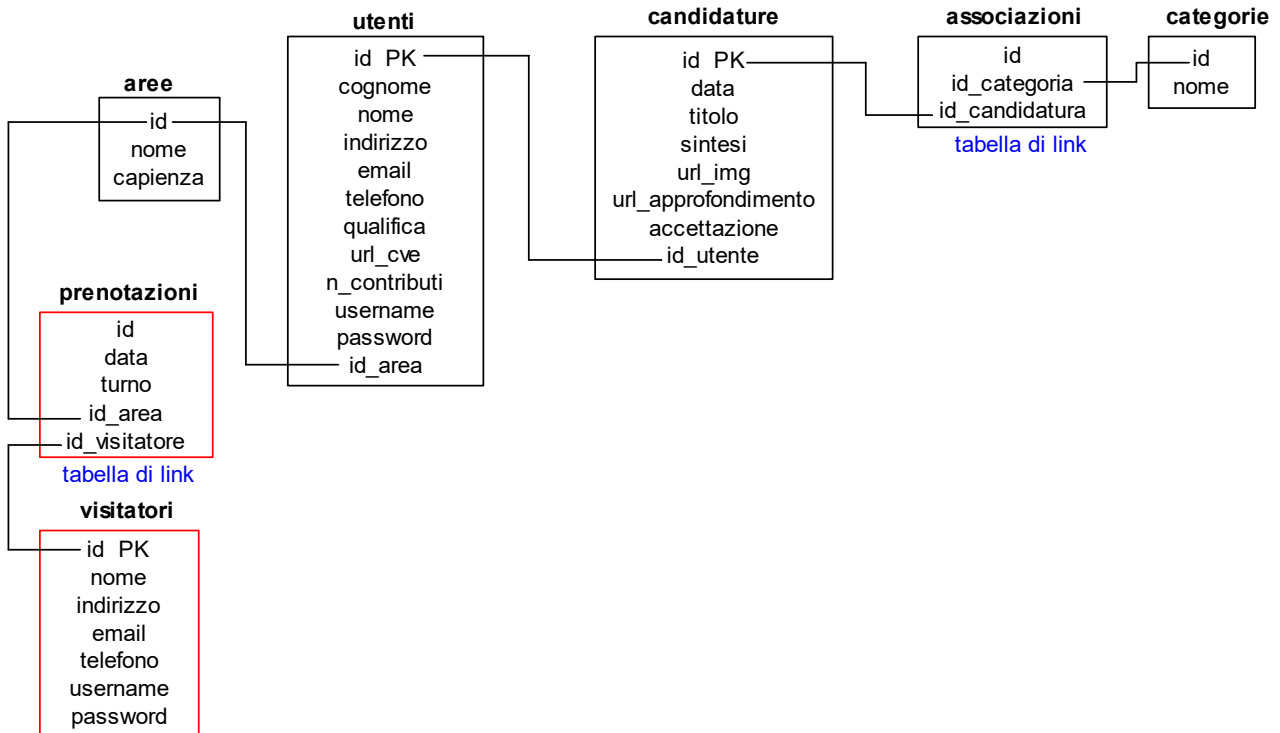 utenti
id PK
cognome
nome
indirizzo
email
telefono
qualifica
url_cve
n_contributi
username
password
id_area
candidature
id PK
data
titolo
sintesi
url_img
url_approfondimento
accettazione
id_utente
associazioni
id
id_categoria
id_candidatura
tabella di link
categorie
id
nome
aree
id
nome
capienza
prenotazioni
id
data
turno
id_area
id_visitatore
tabella di link
visitatori
id PK
nome
indirizzo
email
telefono
username
password